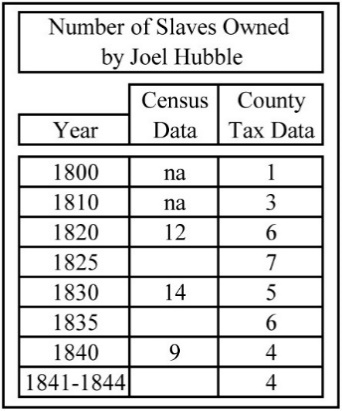 Number of Slaves Owned
by Joel Hubble
Census County
Year Data Tax Data
1800 na 1
1810 na 3
1820 12 6
1825 7
1830 14 5
1835 6
1840 9 4
1841-1844 4